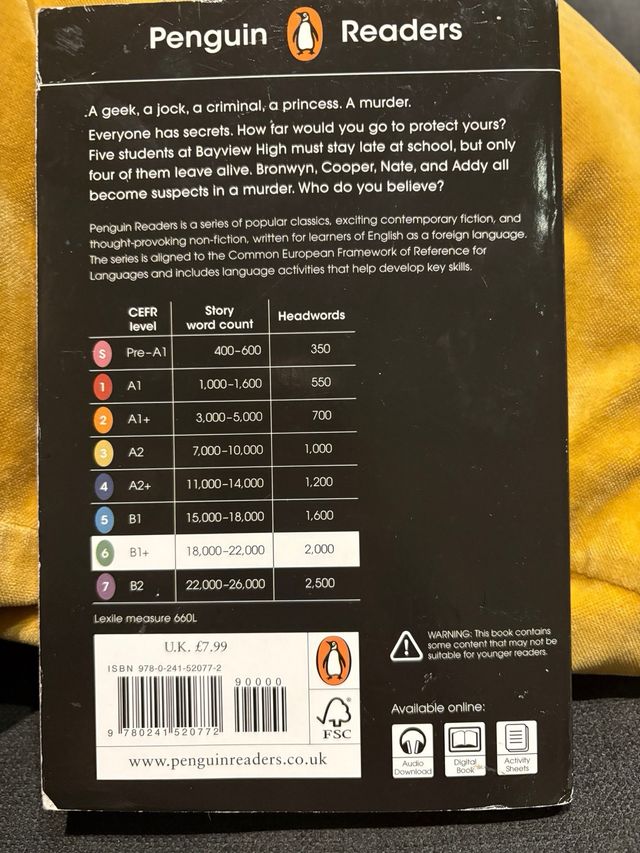 Penguin Readers
A geek, a jock, a criminal, a princess. A murder.
Everyone has secrets. How far would you go to protect yours?
Five students at Bayview High must stay late at school, but only
four of them leave alive. Bronwyn, Cooper, Nate, and Addy all
become suspects in a murder. Who do you believe?
Penguin Readers is a series of popular classics, exciting contemporary fiction, and
thought-provoking non-fiction, written for learners of English as a foreign language.
The series is aligned to the Common European Framework of Reference for
Languages and includes language activities that help develop key skills.
CEFR level Story word count Headwords
S Pre-A1 400-600 350
1 A1 1,000-1,600 550
2 A1+ 3,000-5,000 700
3 A2 7,000-10,000 1,000
4 A2+ 11,000-14,000 1,200
5 B1 15,000-18,000 1,600
6 B1+ 18,000-22,000 2,000
7 B2 22,000-26,000 2,500
Lexile measure 660L
U.K. £7.99
ISBN 978-0-241-52077-2
90000
9 780241 520772
FSC
www.penguinreaders.co.uk
WARNING: This book contains
some content that may not be
suitable for younger readers.
Available online:
Audio Download
Digital Book
Activity Sheets